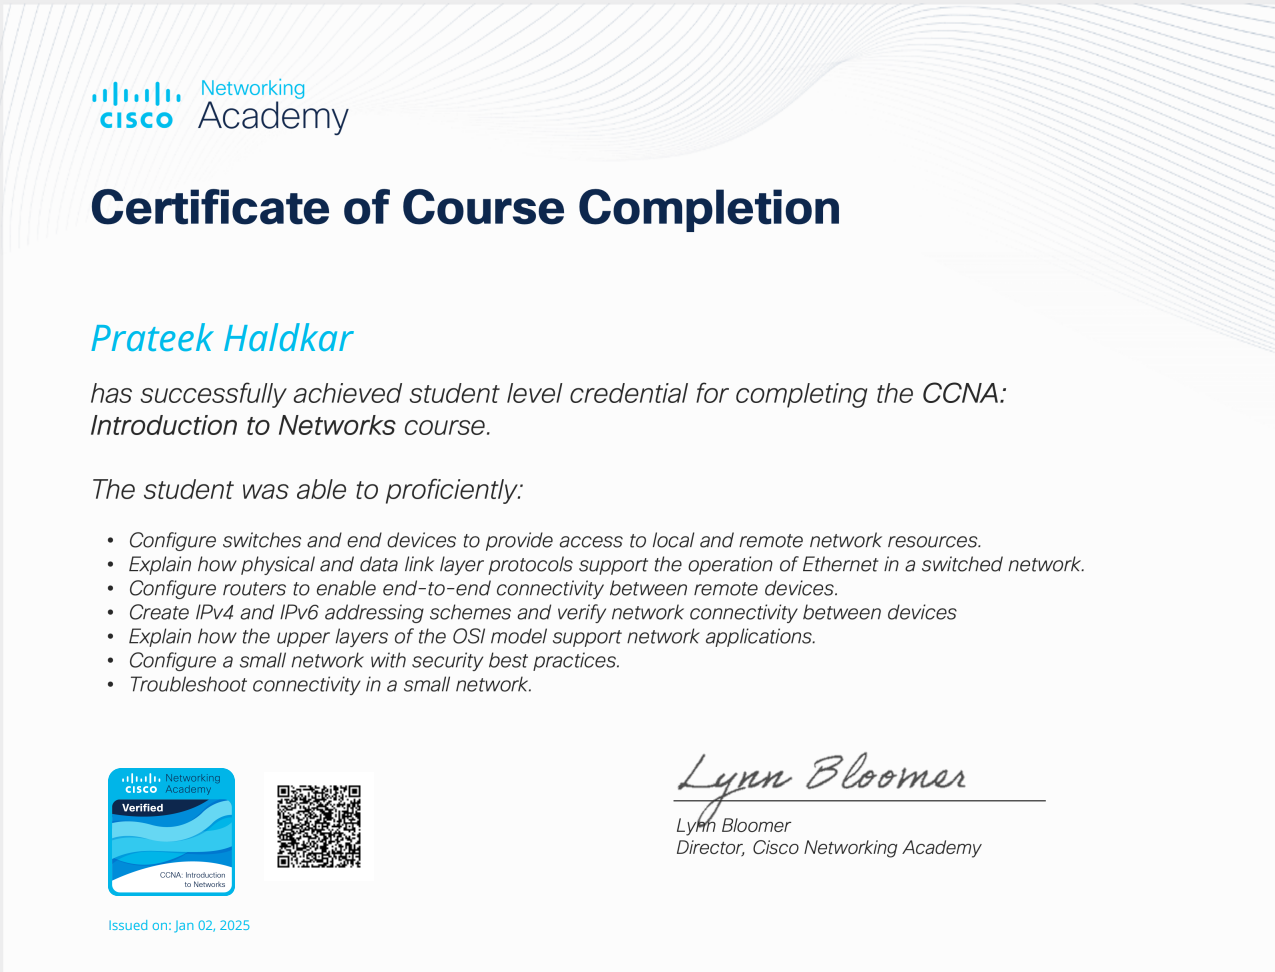 Networking
CISCO Academy
Certificate of Course Completion
Prateek Haldkar
has successfully achieved student level credential for completing the CCNA:
Introduction to Networks course.
The student was able to proficiently:
• Configure switches and end devices to provide access to local and remote network resources.
• Explain how physical and data link layer protocols support the operation of Ethernet in a switched network.
• Configure routers to enable end-to-end connectivity between remote devices.
• Create IPv4 and IPv6 addressing schemes and verify network connectivity between devices
• Explain how the upper layers of the OSI model support network applications.
• Configure a small network with security best practices.
• Troubleshoot connectivity in a small network.
Networking
CISCO Academy
Verified
CCNA: Introduction
to Networks
Lynn Bloomer
Lynn Bloomer
Director, Cisco Networking Academy
Issued on: Jan 02, 2025